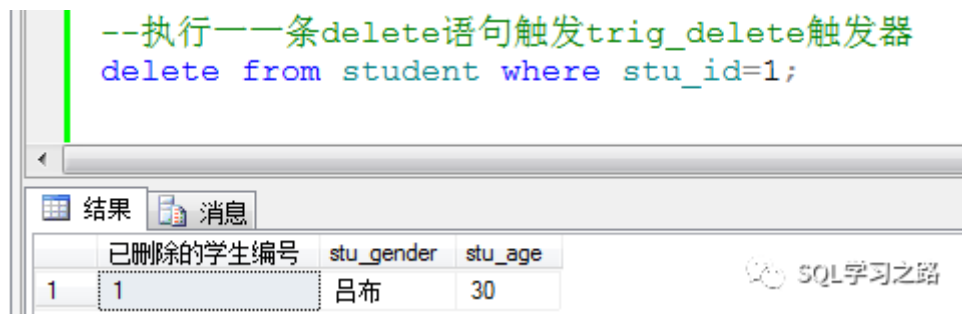 --执行一一条delete语句触发trig_delete触发器
delete from student where stu_id=1;
结果 消息
已删除的学生编号 stu_gender stu_age
1 1 吕布 30
SQL学习之路